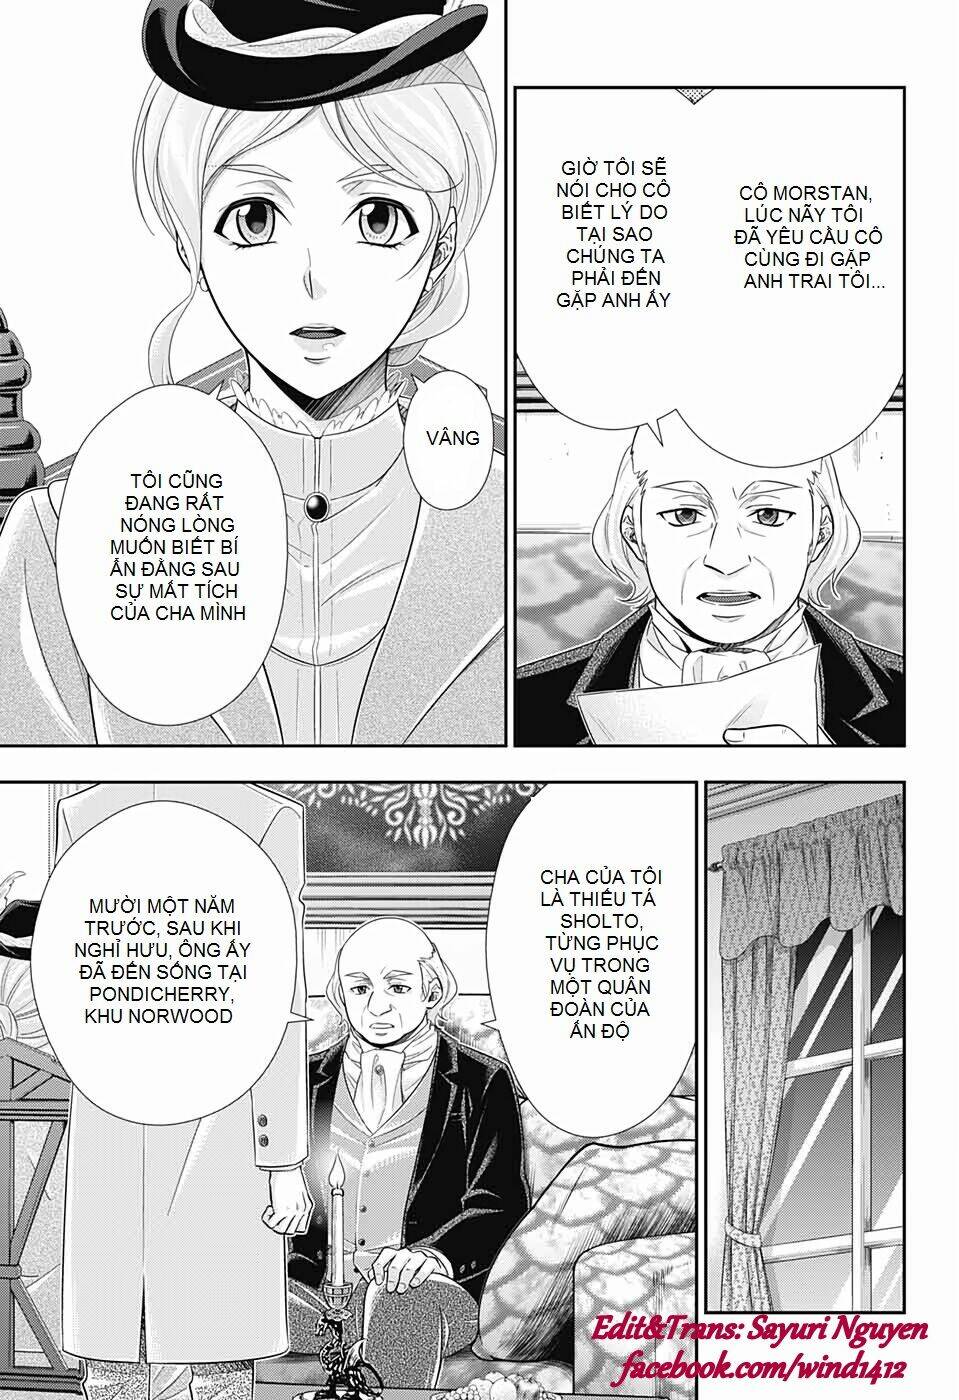 CÔ MORSTAN,
LÚC NÃY TÔI
ĐÃ YÊU CẦU CÔ
CÙNG ĐI GẶP
ANH TRAI TÔI...
GIỜ TÔI SẼ
NÓI CHO CÔ
BIẾT LÝ DO
TẠI SAO
CHÚNG TA
PHẢI ĐẾN
GẶP ANH ẤY
VÂNG
TÔI CŨNG
ĐANG RẤT
NÓNG LÒNG
MUỐN BIẾT BÍ
ẨN ĐẰNG SAU
SỰ MẤT TÍCH
CỦA CHA MÌNH
CHA CỦA TÔI
LÀ THIẾU TÁ
SHOLTO,
TỪNG PHỤC
VỤ TRONG
MỘT QUÂN
ĐOÀN CỦA
ẤN ĐỘ
MƯỜI MỘT NĂM
TRƯỚC, SAU KHI
NGHỈ HƯU, ÔNG ẤY
ĐÃ ĐẾN SỐNG TẠI
PONDICHERRY,
KHU NORWOOD
Edit&Trans: Sayuri Nguyen
facebook.com/wind1412